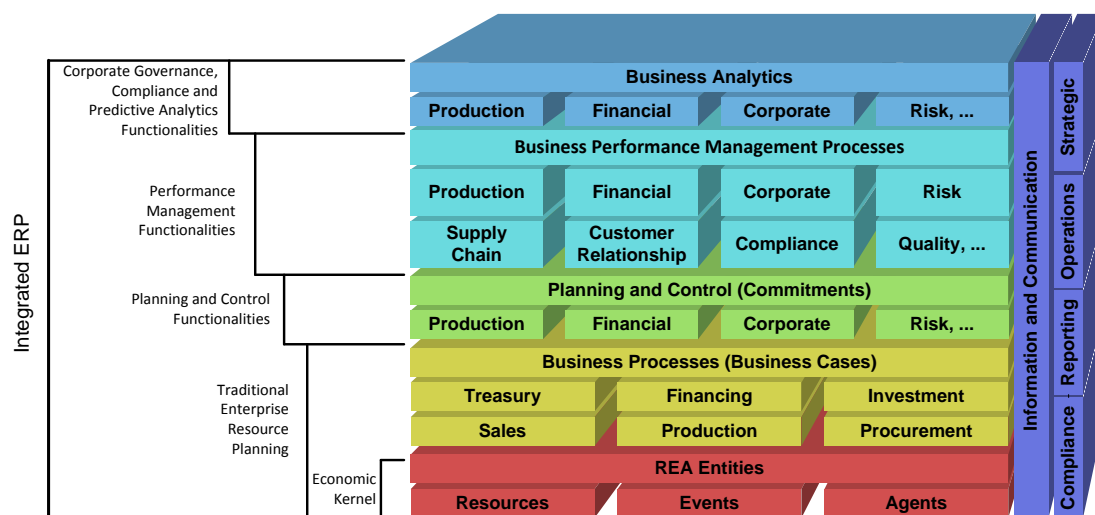 Integrated ERP
Corporate Governance,
Compliance and
Predictive Analytics
Functionalities
Performance
Management
Functionalities
Planning and Control
Functionalities
Traditional
Enterprise
Resource
Planning
Economic
Kernel
Business Analytics
Production Financial Corporate Risk, ...
Business Performance Management Processes
Production Financial Corporate Risk
Supply Chain Customer Relationship Compliance Quality, ...
Planning and Control (Commitments)
Production Financial Corporate Risk, ...
Business Processes (Business Cases)
Treasury Financing Investment
Sales Production Procurement
REA Entities
Resources Events Agents
Information and Communication
Strategic
Operations
Reporting
Compliance